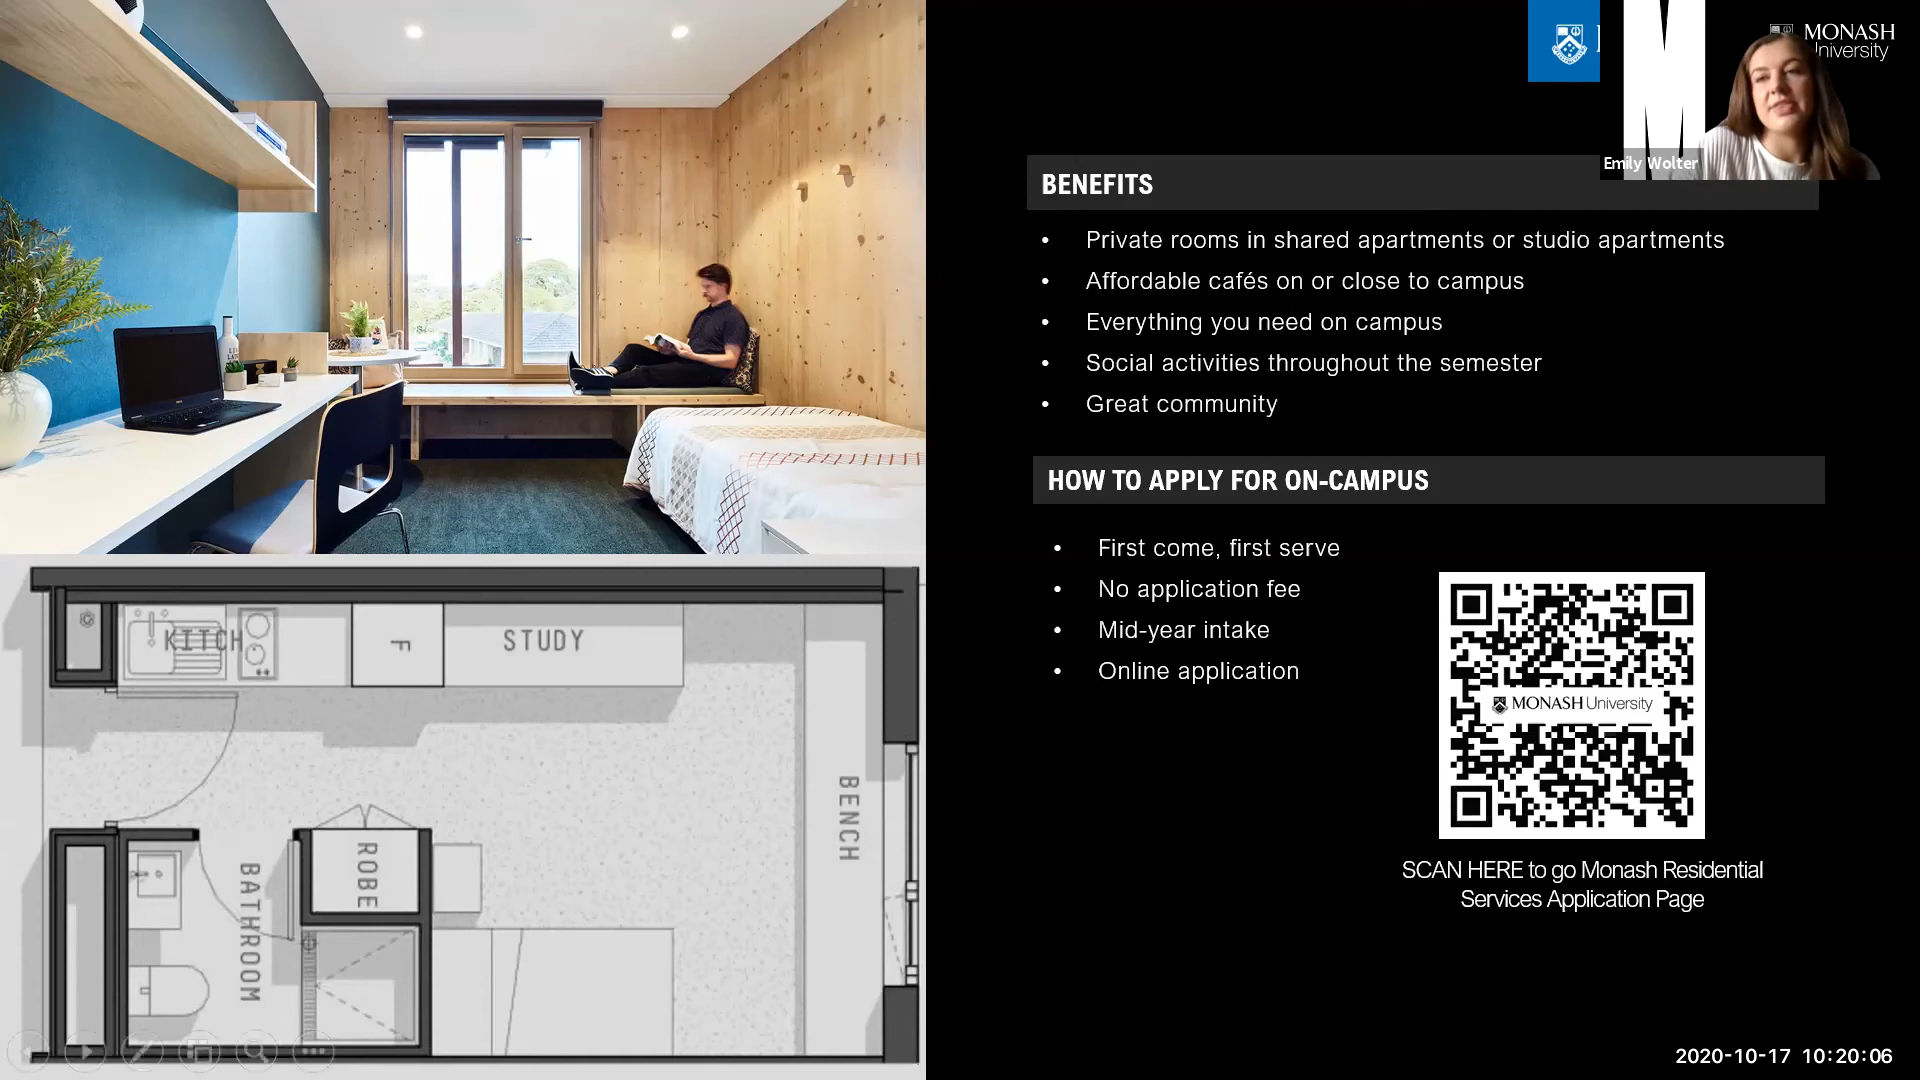 MONASH
University
Emily Wolter
BENEFITS
• Private rooms in shared apartments or studio apartments
• Affordable cafés on or close to campus
• Everything you need on campus
• Social activities throughout the semester
• Great community
HOW TO APPLY FOR ON-CAMPUS
• First come, first serve
• No application fee
• Mid-year intake
• Online application
MONASH University
SCAN HERE to go Monash Residential
Services Application Page
KITCH
F
STUDY
BENCH
ROBE
BATHROOM
2020-10-17 10:20:06